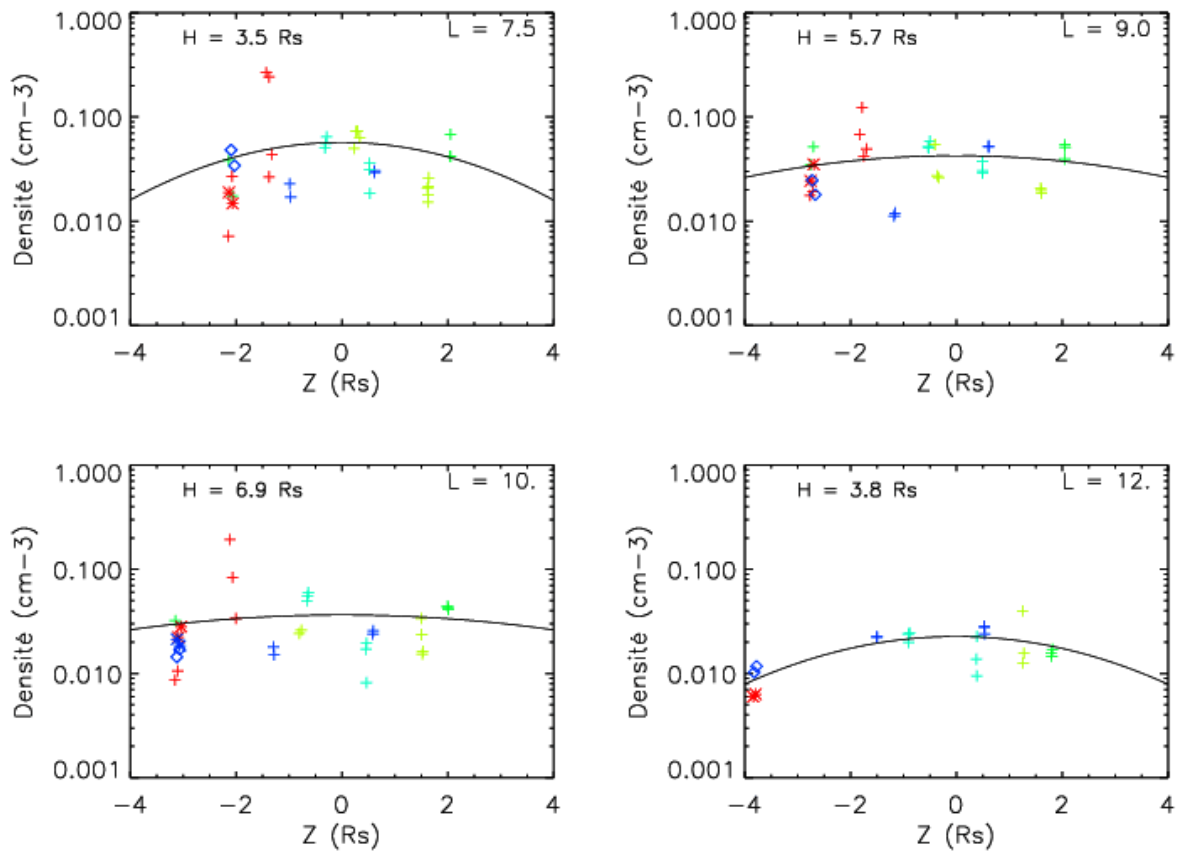 H = 3.5 Rs
L = 7.5
1.000
0.100
0.010
0.001
Densité (cm-3)
-4
-2
0
2
4
Z (Rs)
H = 5.7 Rs
L = 9.0
1.000
0.100
0.010
0.001
Densité (cm-3)
-4
-2
0
2
4
Z (Rs)
H = 6.9 Rs
L = 10.
1.000
0.100
0.010
0.001
Densité (cm-3)
-4
-2
0
2
4
Z (Rs)
H = 3.8 Rs
L = 12.
1.000
0.100
0.010
0.001
Densité (cm-3)
-4
-2
0
2
4
Z (Rs)